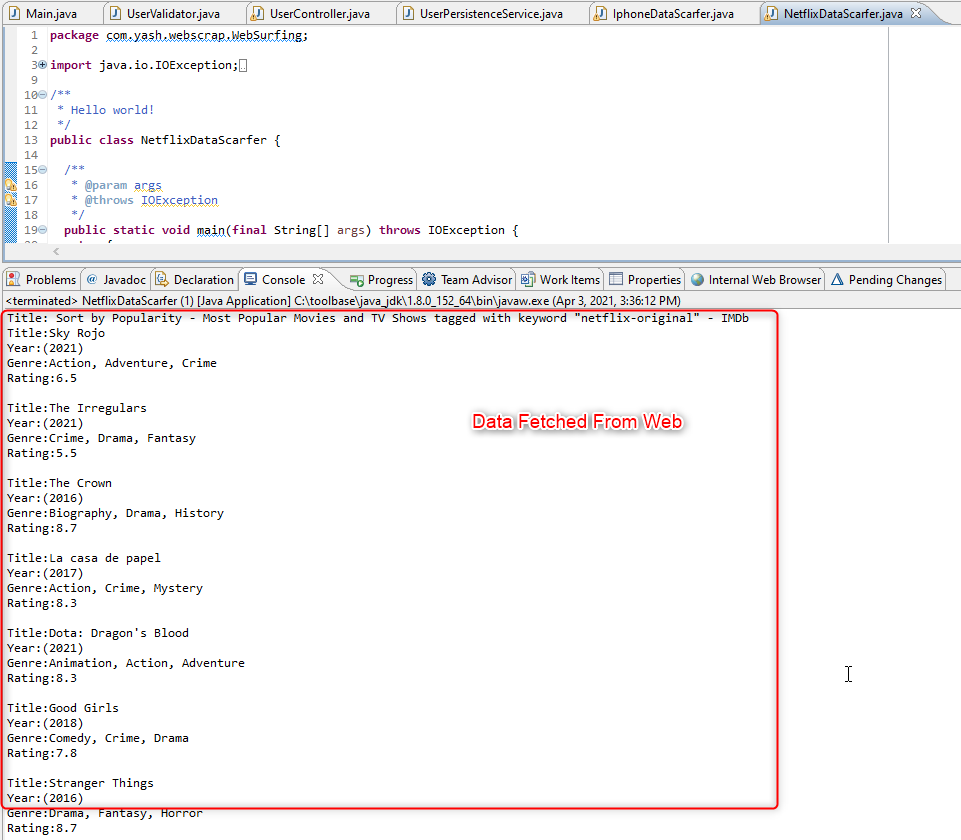 Main.java UserValidator.java UserController.java UserPersistenceService.java IphoneDataScarfer.java NetflixDataScarfer.java
1 package com.yash.webscrap.WebSurfing;
2
3 import java.io.IOException;
9
10 /**
11 * Hello world!
12 */
13 public class NetflixDataScarfer {
14
15 /**
16 * @param args
17 * @throws IOException
18 */
19 public static void main(final String[] args) throws IOException {
Problems @ Javadoc Declaration Console Progress Team Advisor Work Items Properties Internal Web Browser Pending Changes
<terminated> NetflixDataScarfer (1) [Java Application] C:\toolbase\java_jdk\1.8.0_152_64\bin\javaw.exe (Apr 3, 2021, 3:36:12 PM)
Title: Sort by Popularity - Most Popular Movies and TV Shows tagged with keyword "netflix-original" - IMDb
Title:Sky Rojo
Year:(2021)
Genre:Action, Adventure, Crime
Rating:6.5
Title:The Irregulars
Data Fetched From Web
Year:(2021)
Genre:Crime, Drama, Fantasy
Rating:5.5
Title:The Crown
Year:(2016)
Genre:Biography, Drama, History
Rating:8.7
Title:La casa de papel
Year:(2017)
Genre:Action, Crime, Mystery
Rating:8.3
Title:Dota: Dragon's Blood
Year:(2021)
Genre:Animation, Action, Adventure
Rating:8.3
Title:Good Girls
Year:(2018)
Genre:Comedy, Crime, Drama
Rating:7.8
Title:Stranger Things
Year:(2016)
Genre:Drama, Fantasy, Horror
Rating:8.7